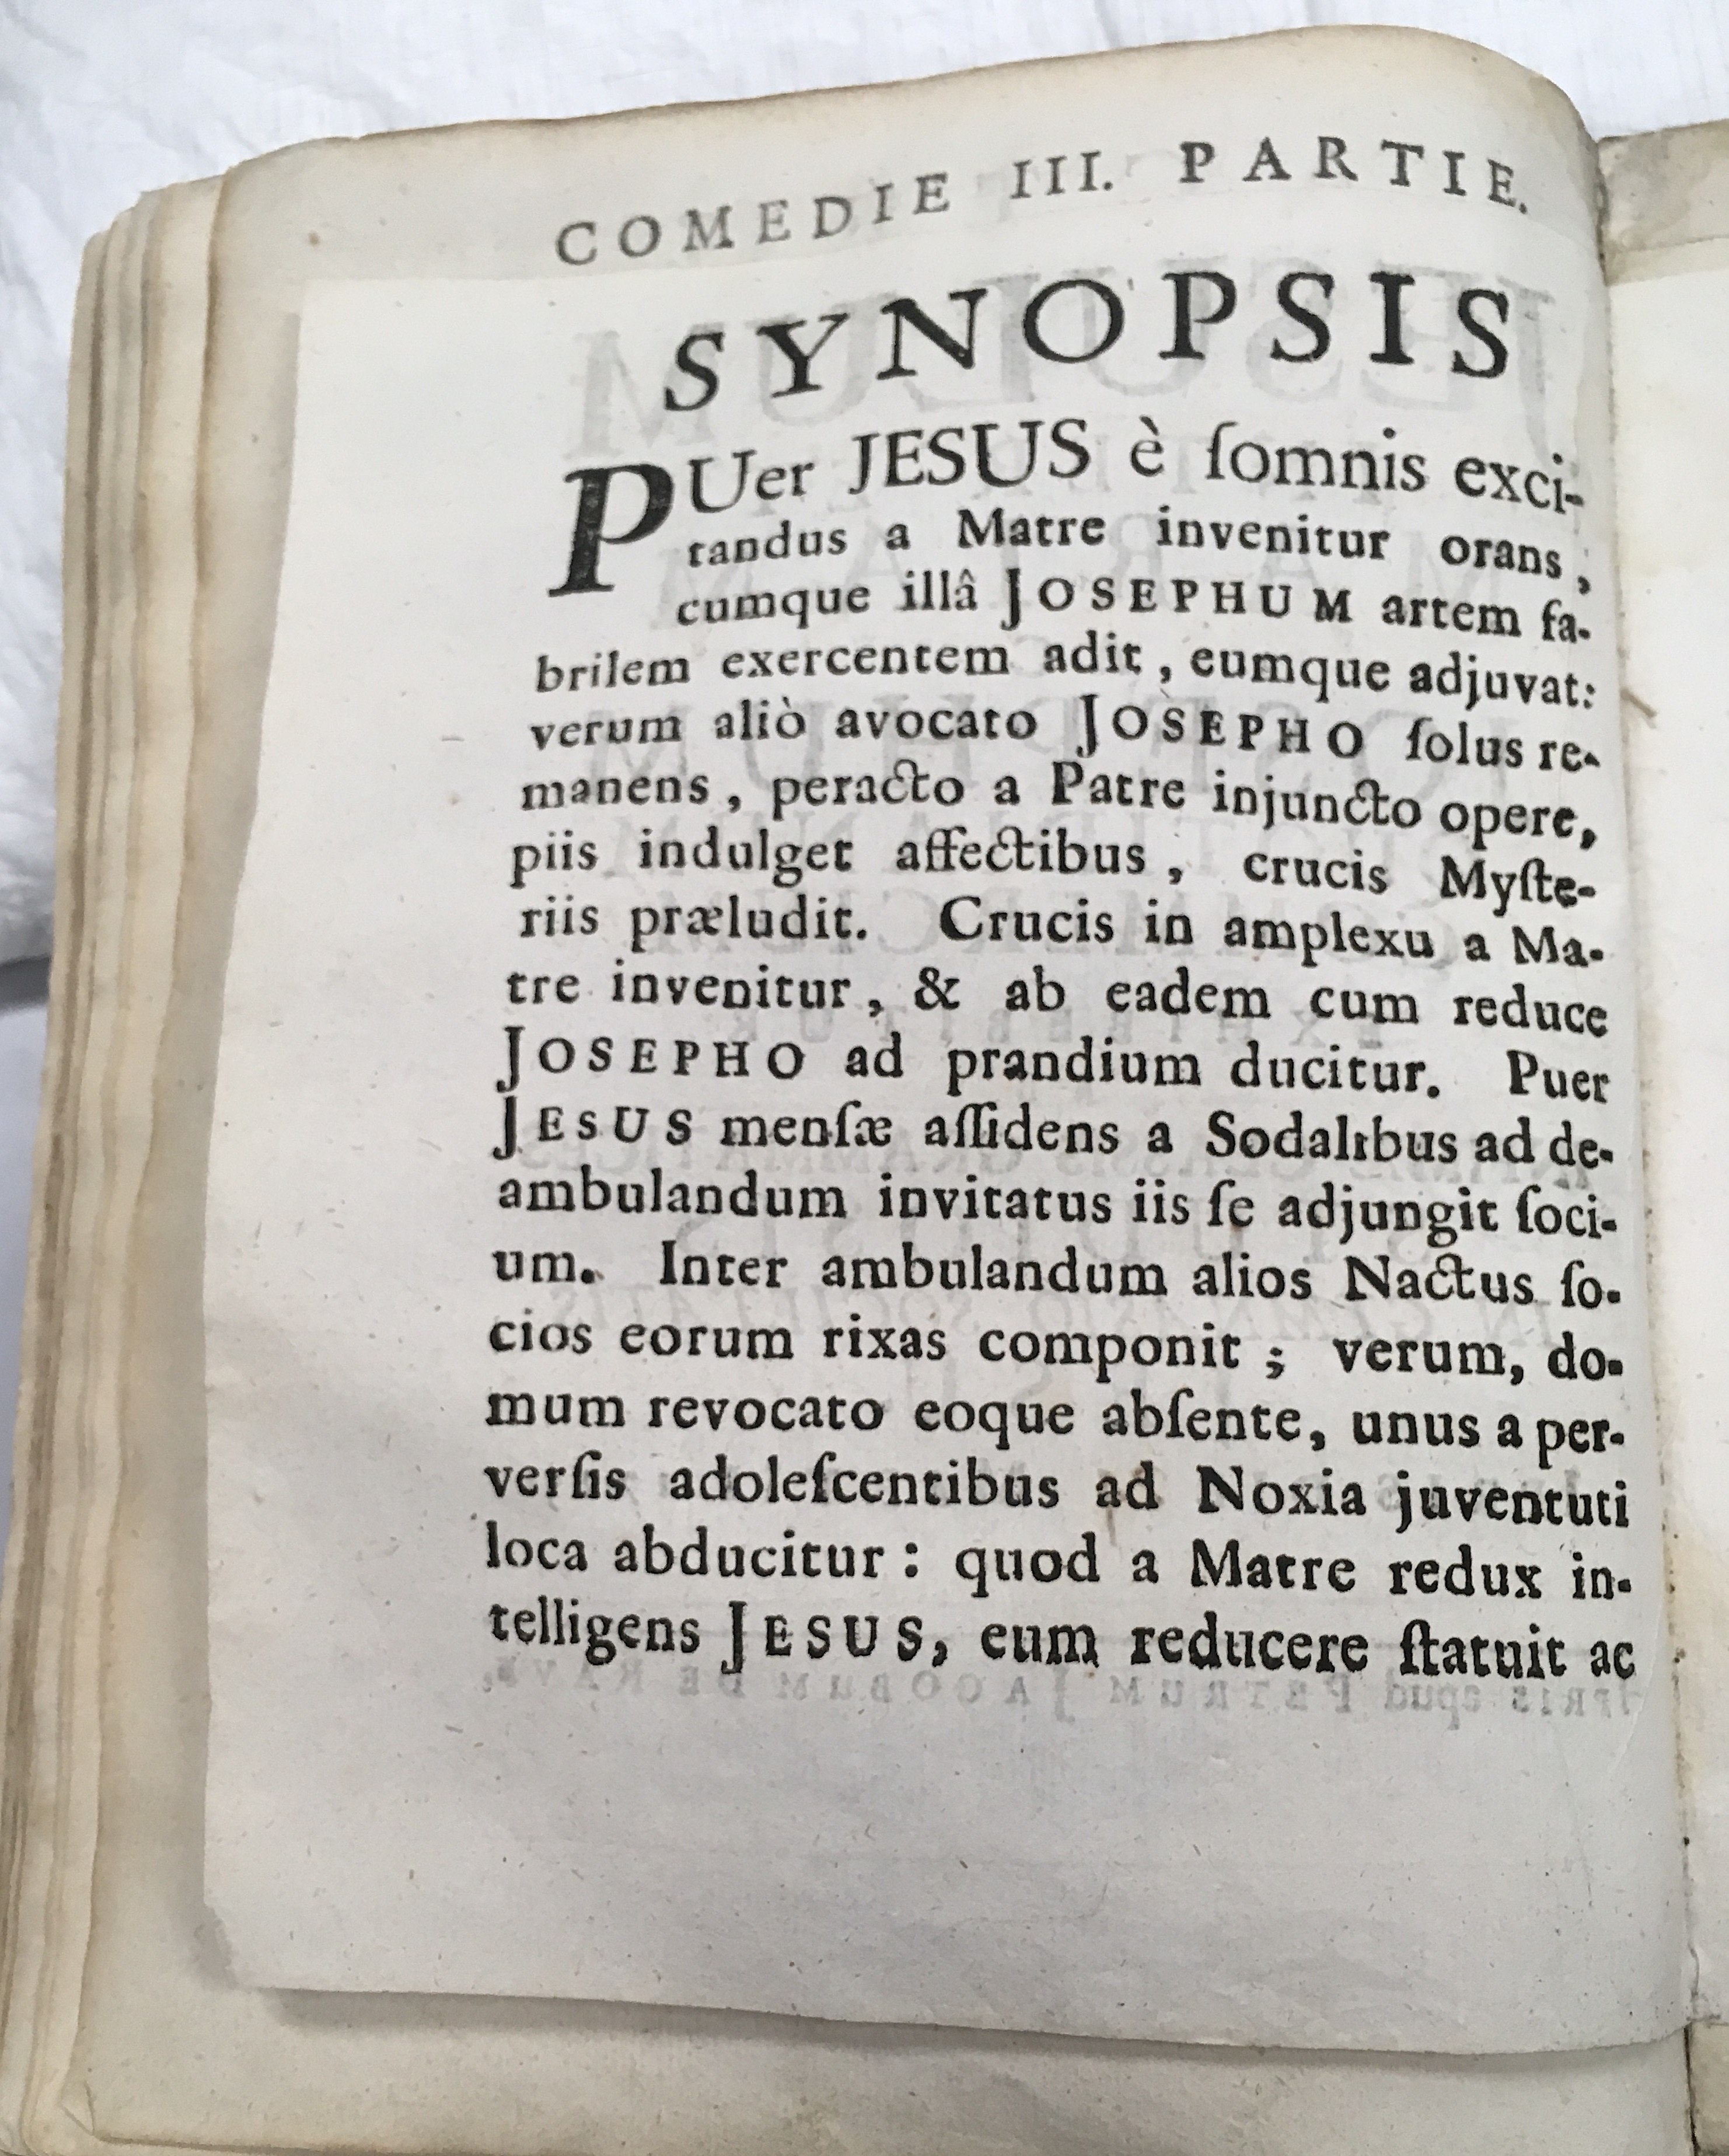 COMEDIE III. PARTIE.
SYNOPSIS
PUer JESUS è ſomnis exci-
tandus a Matre invenitur orans,
cumque illâ JOSEPHUM artem fa-
brilem exercentem adit, eumque adjuvat:
verum aliò avocato JOSEPHO ſolus re-
manens, peracto a Patre injuncto opere,
piis indulget affectibus, crucis Myſte-
riis præludit. Crucis in amplexu a Ma-
tre invenitur, & ab eadem cum reduce
JOSEPHO ad prandium ducitur. Puer
JESUS menſæ aſſidens a Sodalibus ad de-
ambulandum invitatus iis ſe adjungit ſoci-
um. Inter ambulandum alios Nactus ſo-
cios eorum rixas componit; verum, do-
mum revocato eoque abſente, unus a per-
verſis adoleſcentibus ad Noxia juventuti
loca abducitur: quod a Matre redux in-
telligens JESUS, eum reducere ſtatuit ac